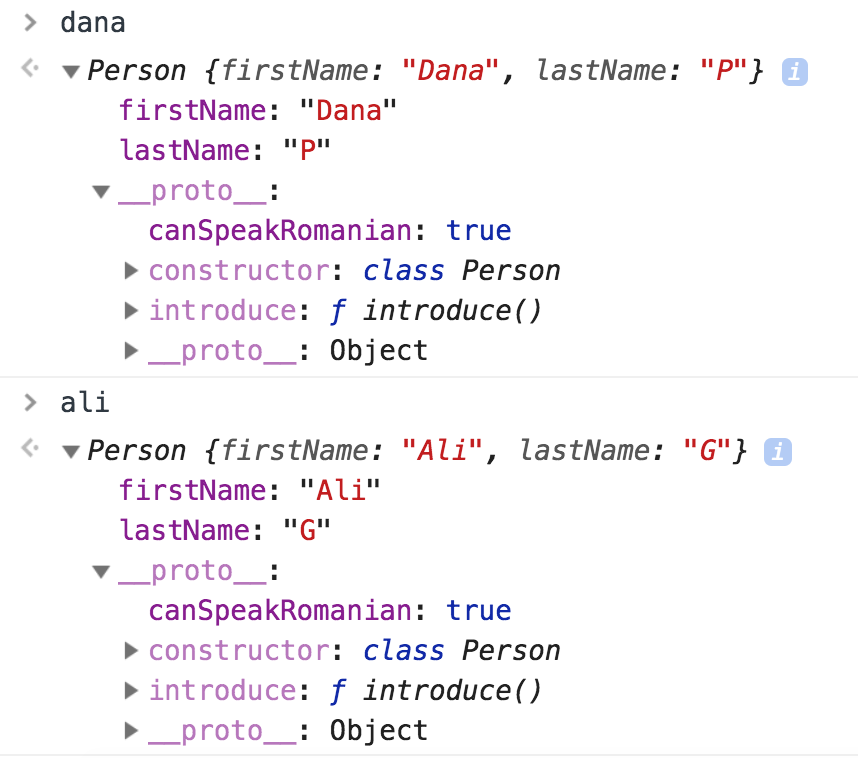 > dana
▼ Person {firstName: "Dana", lastName: "P"} i
firstName: "Dana"
lastName: "P"
▼ __proto__:
canSpeakRomanian: true
▶ constructor: class Person
▶ introduce: ƒ introduce()
▶ __proto__: Object
> ali
▼ Person {firstName: "Ali", lastName: "G"} i
firstName: "Ali"
lastName: "G"
▼ __proto__:
canSpeakRomanian: true
▶ constructor: class Person
▶ introduce: ƒ introduce()
▶ __proto__: Object